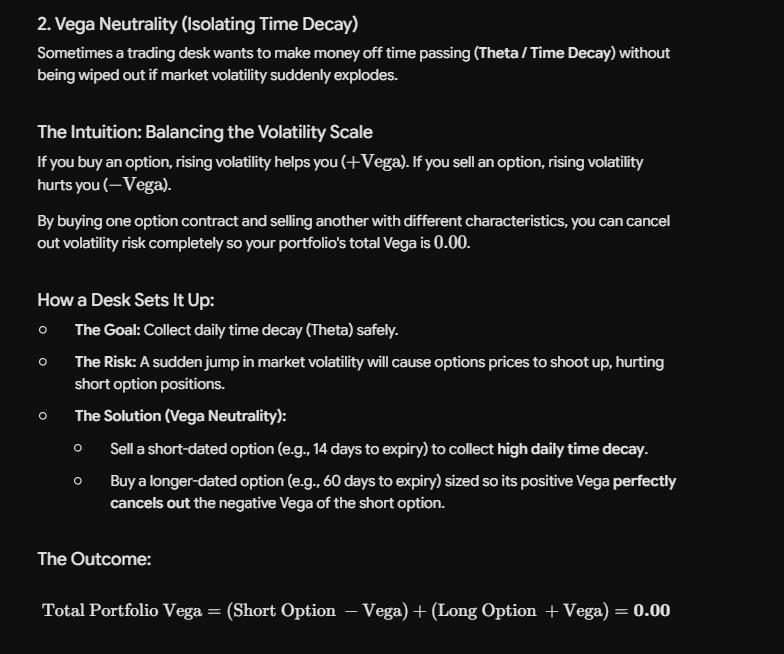 2. Vega Neutrality (Isolating Time Decay)
Sometimes a trading desk wants to make money off time passing (Theta / Time Decay) without
being wiped out if market volatility suddenly explodes.
The Intuition: Balancing the Volatility Scale
If you buy an option, rising volatility helps you (+Vega). If you sell an option, rising volatility
hurts you (−Vega).
By buying one option contract and selling another with different characteristics, you can cancel
out volatility risk completely so your portfolio's total Vega is 0.00.
How a Desk Sets It Up:
The Goal: Collect daily time decay (Theta) safely.
The Risk: A sudden jump in market volatility will cause options prices to shoot up, hurting
short option positions.
The Solution (Vega Neutrality):
Sell a short-dated option (e.g., 14 days to expiry) to collect high daily time decay.
Buy a longer-dated option (e.g., 60 days to expiry) sized so its positive Vega perfectly
cancels out the negative Vega of the short option.
The Outcome:
Total Portfolio Vega = (Short Option − Vega) + (Long Option + Vega) = 0.00